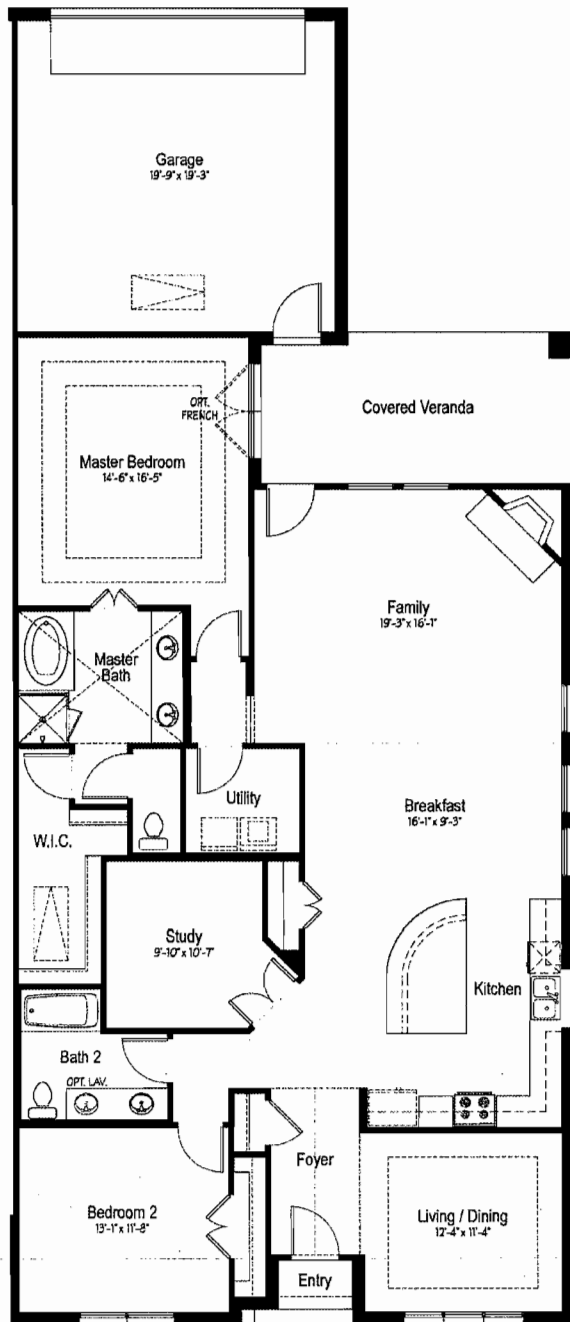 Garage
19'-9" x 19'-3"
OPT.
FRENCH
Covered Veranda
Master Bedroom
14'-6" x 16'-5"
Family
19'-3" x 16'-1"
Master
Bath
Utility
Breakfast
16'-1" x 9'-3"
W.I.C.
Study
9'-10" x 10'-7"
Kitchen
Bath 2
OPT. LAV.
Foyer
Bedroom 2
13'-1" x 11'-8"
Living / Dining
12'-4" x 11'-4"
Entry